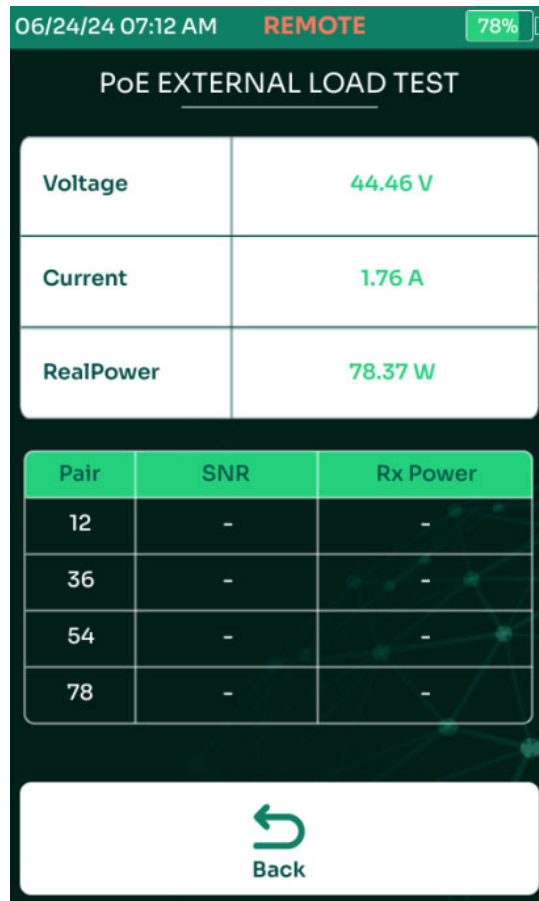 06/24/24 07:12 AM REMOTE 78%
PoE EXTERNAL LOAD TEST
Voltage 44.46 V
Current 1.76 A
RealPower 78.37 W
Pair SNR Rx Power
12 - -
36 - -
54 - -
78 - -
Back